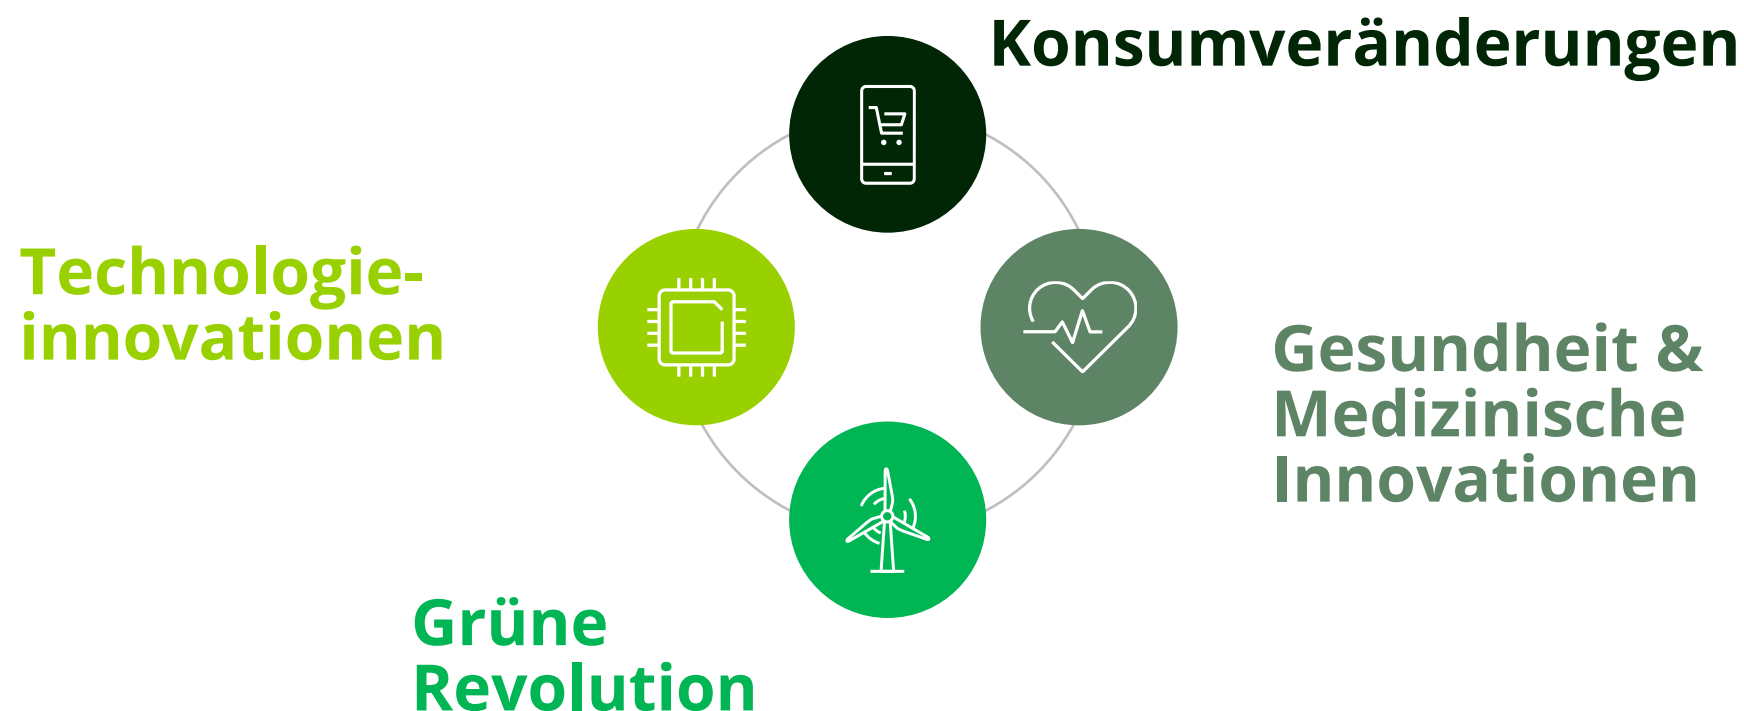 Konsumveränderungen
Technologie-
innovationen
Gesundheit &
Medizinische
Innovationen
Grüne
Revolution